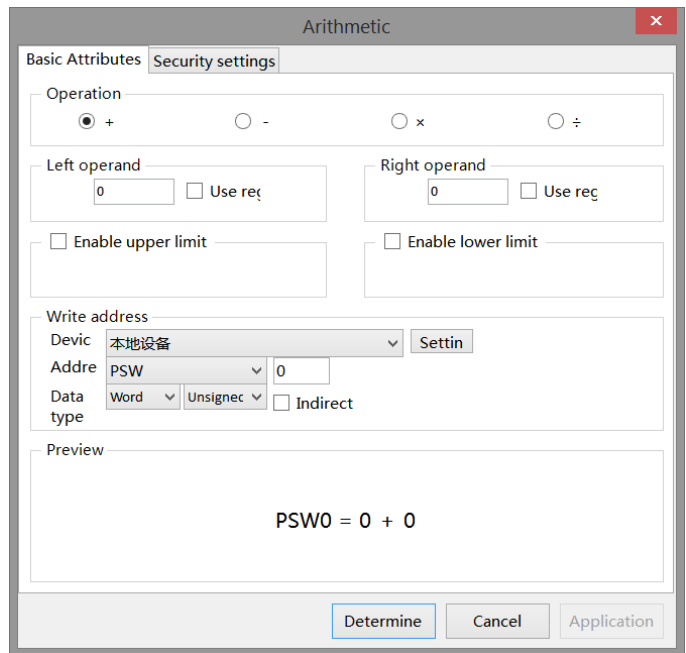 Arithmetic
Basic Attributes Security settings
Operation
+ - × ÷
Left operand Right operand
0 Use reg 0 Use reg
Enable upper limit Enable lower limit
Write address
Devic 本地设备 Settin
Addre PSW 0
Data type Word Unsigned Indirect
Preview
PSW0 = 0 + 0
Determine Cancel Application